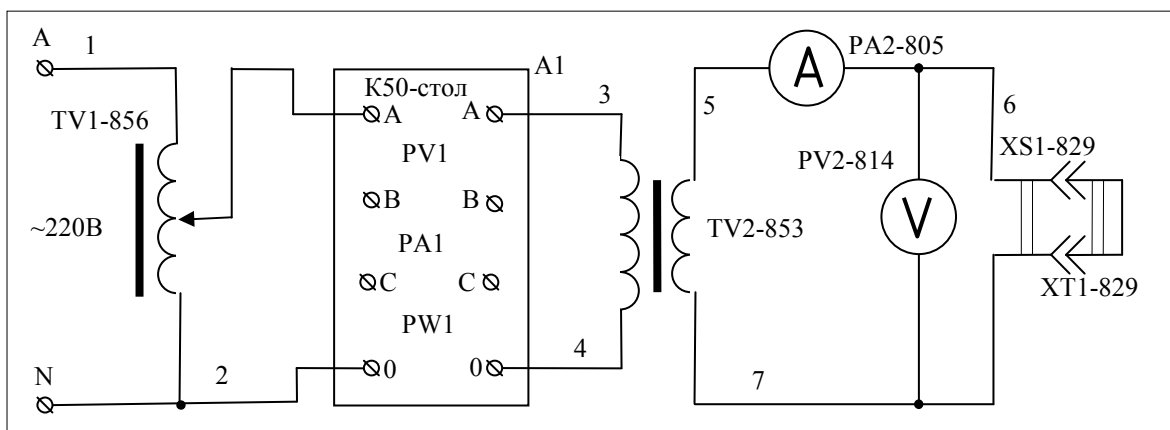 A
1
TV1-856
~220В
N
2
A1
К50-стол
A
A
PV1
B
B
PA1
C
C
PW1
0
0
3
4
5
PA2-805
A
6
XS1-829
PV2-814
V
TV2-853
XT1-829
7